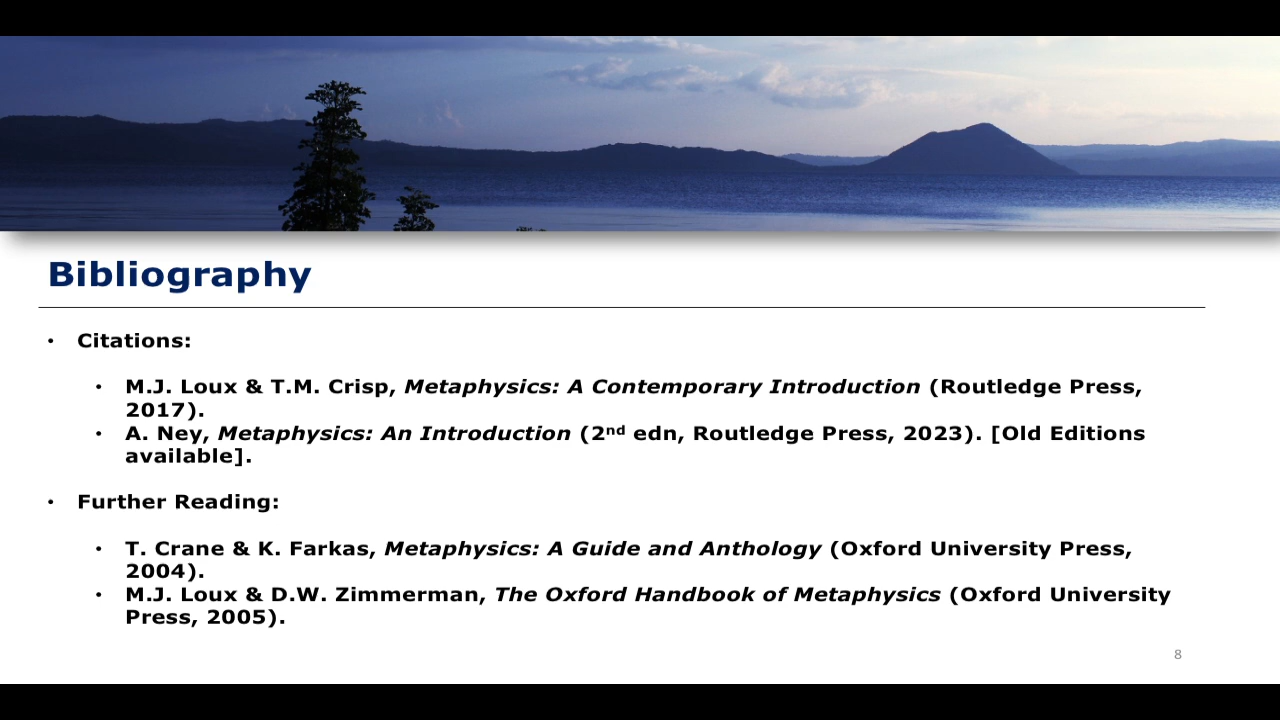 Bibliography
• Citations:
• M.J. Loux & T.M. Crisp, Metaphysics: A Contemporary Introduction (Routledge Press,
2017).
• A. Ney, Metaphysics: An Introduction (2nd edn, Routledge Press, 2023). [Old Editions
available].
• Further Reading:
• T. Crane & K. Farkas, Metaphysics: A Guide and Anthology (Oxford University Press,
2004).
• M.J. Loux & D.W. Zimmerman, The Oxford Handbook of Metaphysics (Oxford University
Press, 2005).
8